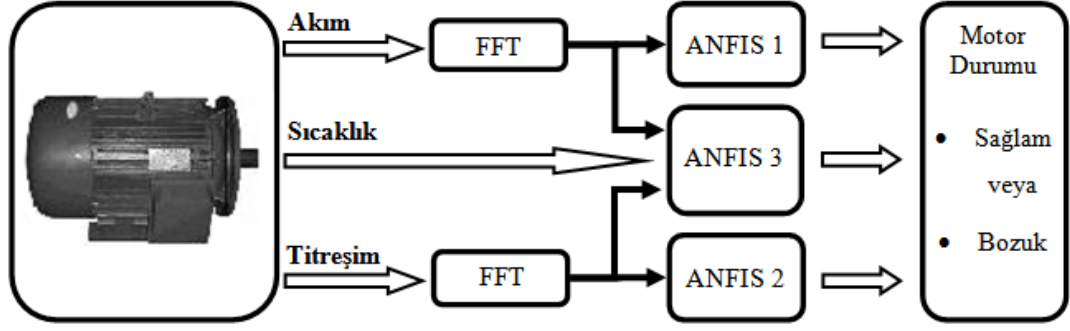 Akım
FFT
ANFIS 1
Sıcaklık
ANFIS 3
Titreşim
FFT
ANFIS 2
Motor
Durumu
• Sağlam
veya
• Bozuk